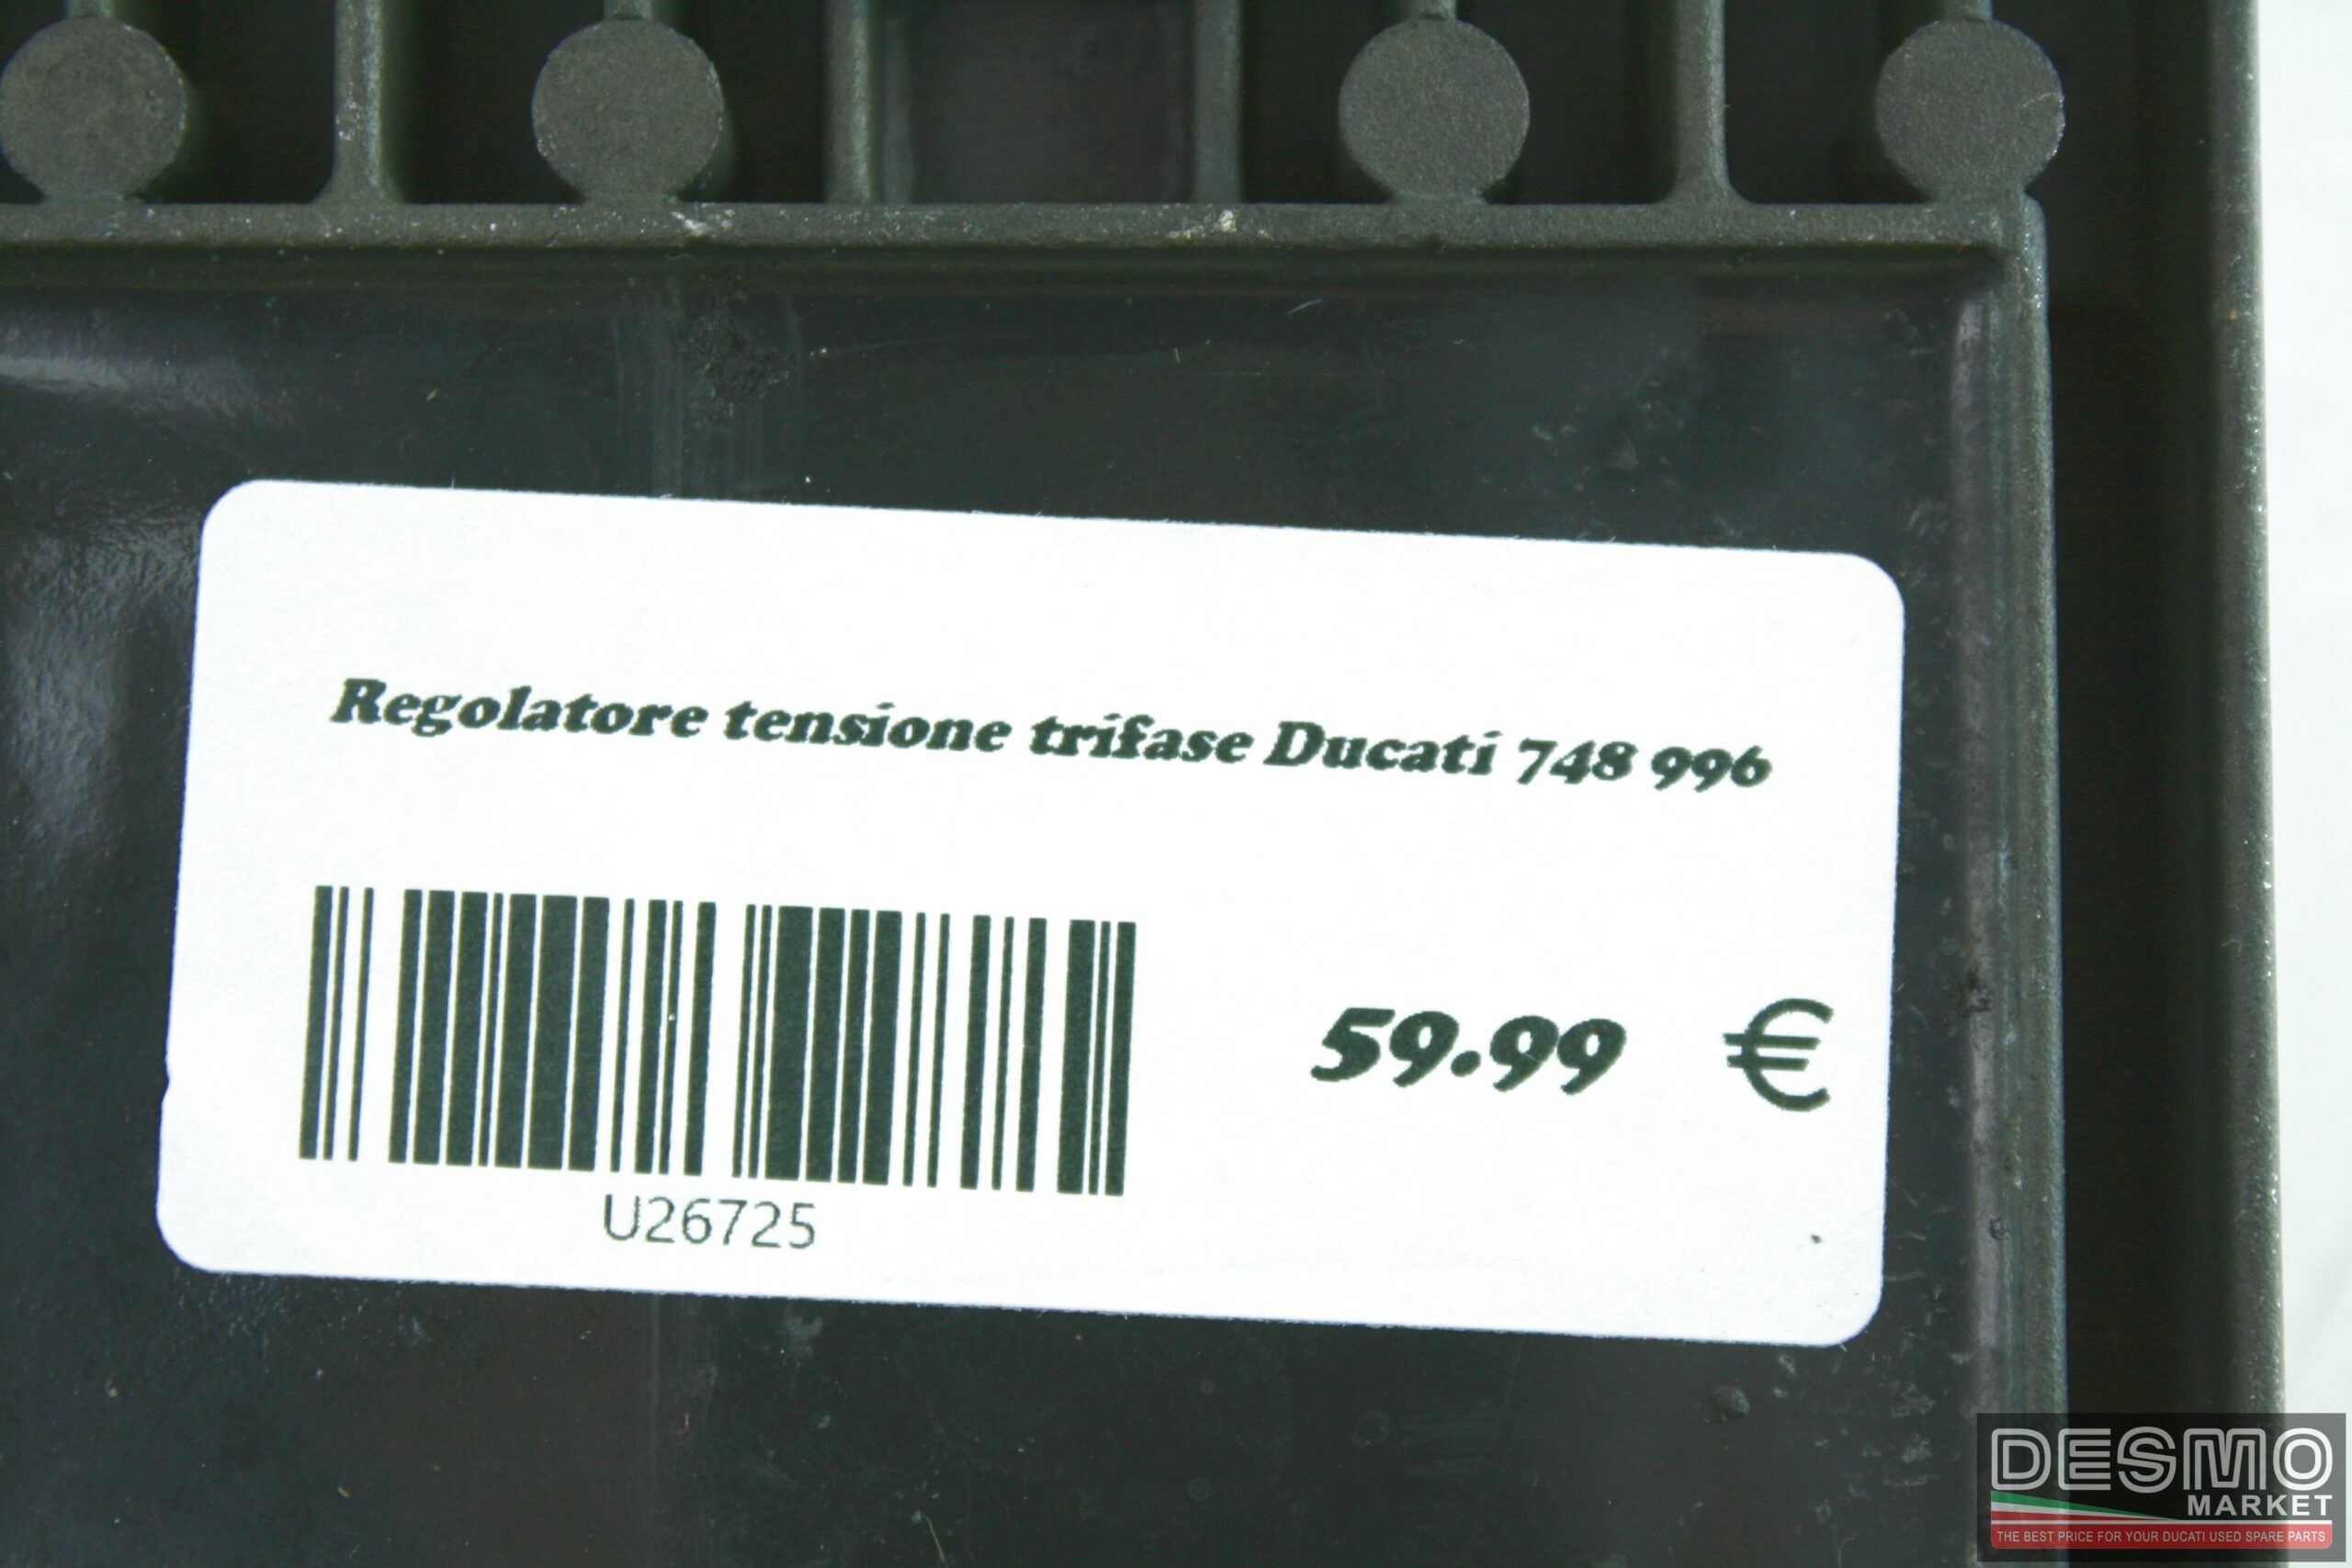 Regolatore tensione trifase Ducati 748 996
59.99 €
U26725
DESMO
MARKET
THE BEST PRICE FOR YOUR DUCATI USED SPARE PARTS